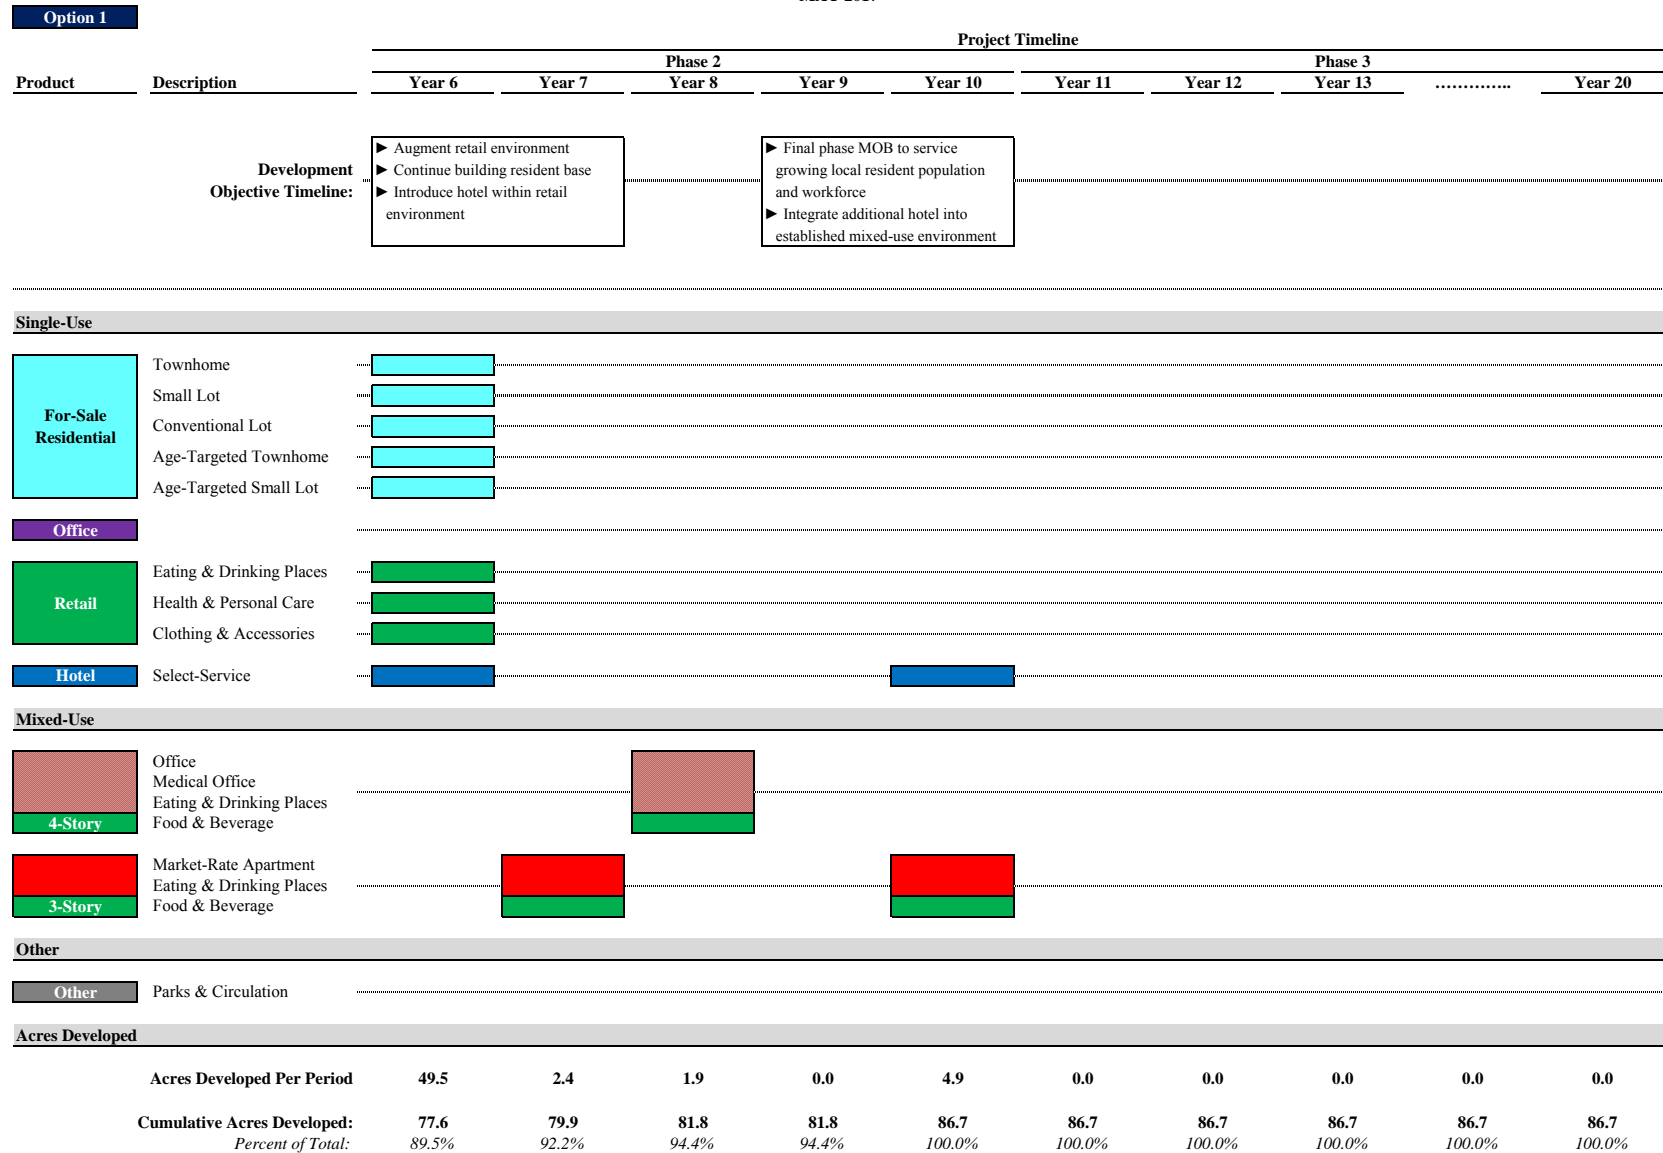 Option 1
Project Timeline
Phase 2 Phase 3
Product Description Year 6 Year 7 Year 8 Year 9 Year 10 Year 11 Year 12 Year 13 ………….. Year 20
Development
Objective Timeline:
► Augment retail environment
► Continue building resident base
► Introduce hotel within retail
environment
► Final phase MOB to service
growing local resident population
and workforce
► Integrate additional hotel into
established mixed-use environment
Single-Use
For-Sale
Residential
Townhome
Small Lot
Conventional Lot
Age-Targeted Townhome
Age-Targeted Small Lot
Office
Retail
Eating & Drinking Places
Health & Personal Care
Clothing & Accessories
Hotel Select-Service
Mixed-Use
Office
Medical Office
Eating & Drinking Places
4-Story Food & Beverage
Market-Rate Apartment
Eating & Drinking Places
3-Story Food & Beverage
Other
Other Parks & Circulation
Acres Developed
Acres Developed Per Period 49.5 2.4 1.9 0.0 4.9 0.0 0.0 0.0 0.0 0.0
Cumulative Acres Developed: 77.6 79.9 81.8 81.8 86.7 86.7 86.7 86.7 86.7 86.7
Percent of Total: 89.5% 92.2% 94.4% 94.4% 100.0% 100.0% 100.0% 100.0% 100.0% 100.0%